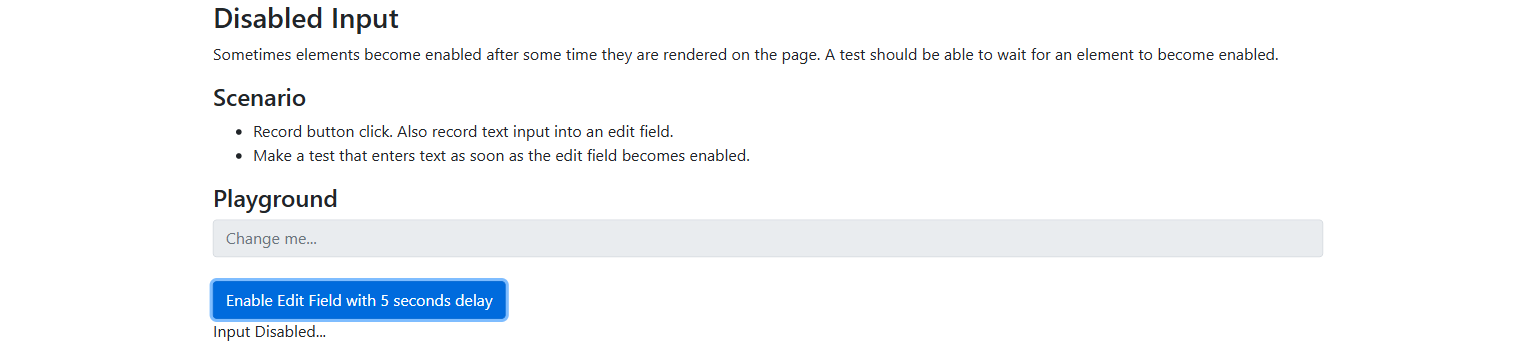 Disabled Input
Sometimes elements become enabled after some time they are rendered on the page. A test should be able to wait for an element to become enabled.
Scenario
Record button click. Also record text input into an edit field.
Make a test that enters text as soon as the edit field becomes enabled.
Playground
Change me...
Enable Edit Field with 5 seconds delay
Input Disabled...